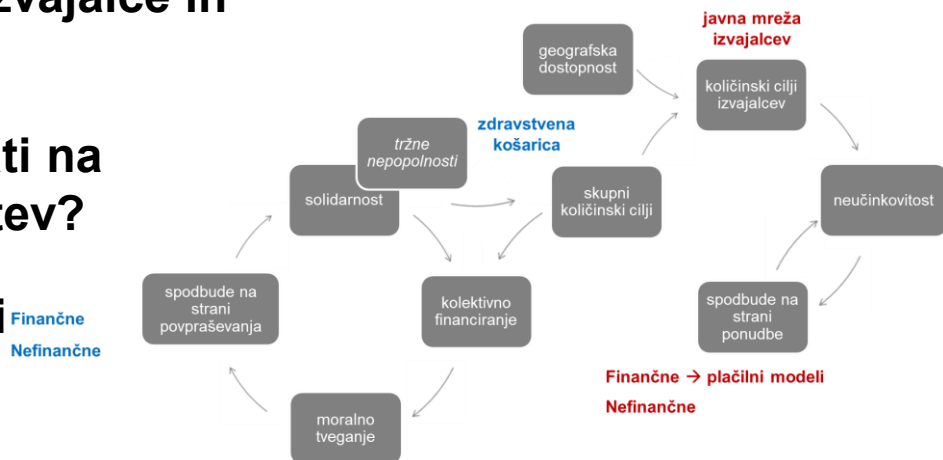 izvajalce in
ti na
tev?
i
Finančne
Nefinančne
javna mreža
izvajalcev
geografska
dostopnost
količinski cilji
izvajalcev
tržne
nepopolnosti
zdravstvena
košarica
solidarnost
skupni
količinski cilji
neučinkovitost
spodbude na
strani
povpraševanja
kolektivno
financiranje
spodbude na
strani
ponudbe
Finančne → plačilni modeli
Nefinančne
moralno
tveganje